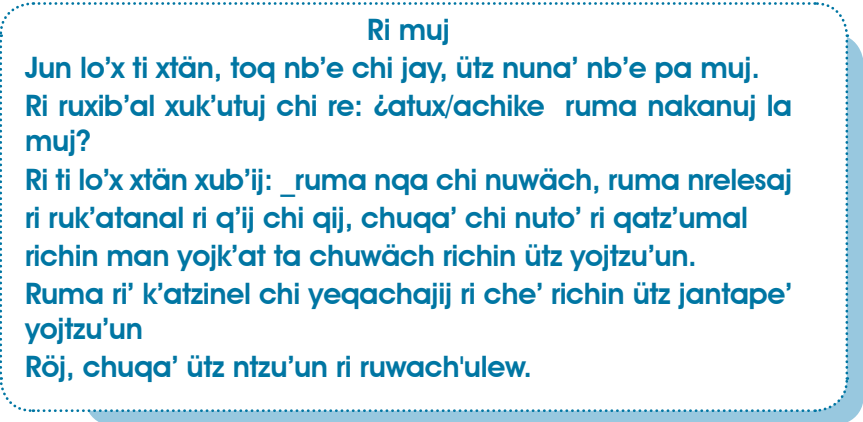 Ri muj
Jun lo’x ti xtän, toq nb’e chi jay, ütz nuna’ nb’e pa muj.
Ri ruxib’al xuk’utuj chi re: ¿atux/achike ruma nakanuj la
muj?
Ri ti lo’x xtän xub’ij: _ruma nqa chi nuwäch, ruma nrelesaj
ri ruk’atanal ri q’ij chi qij, chuqa’ chi nuto’ ri qatz’umal
richin man yojk’at ta chuwäch richin ütz yojtzu’un.
Ruma ri’ k’atzinel chi yeqachajij ri che’ richin ütz jantape’
yojtzu’un
Röj, chuqa’ ütz ntzu’un ri ruwach'ulew.